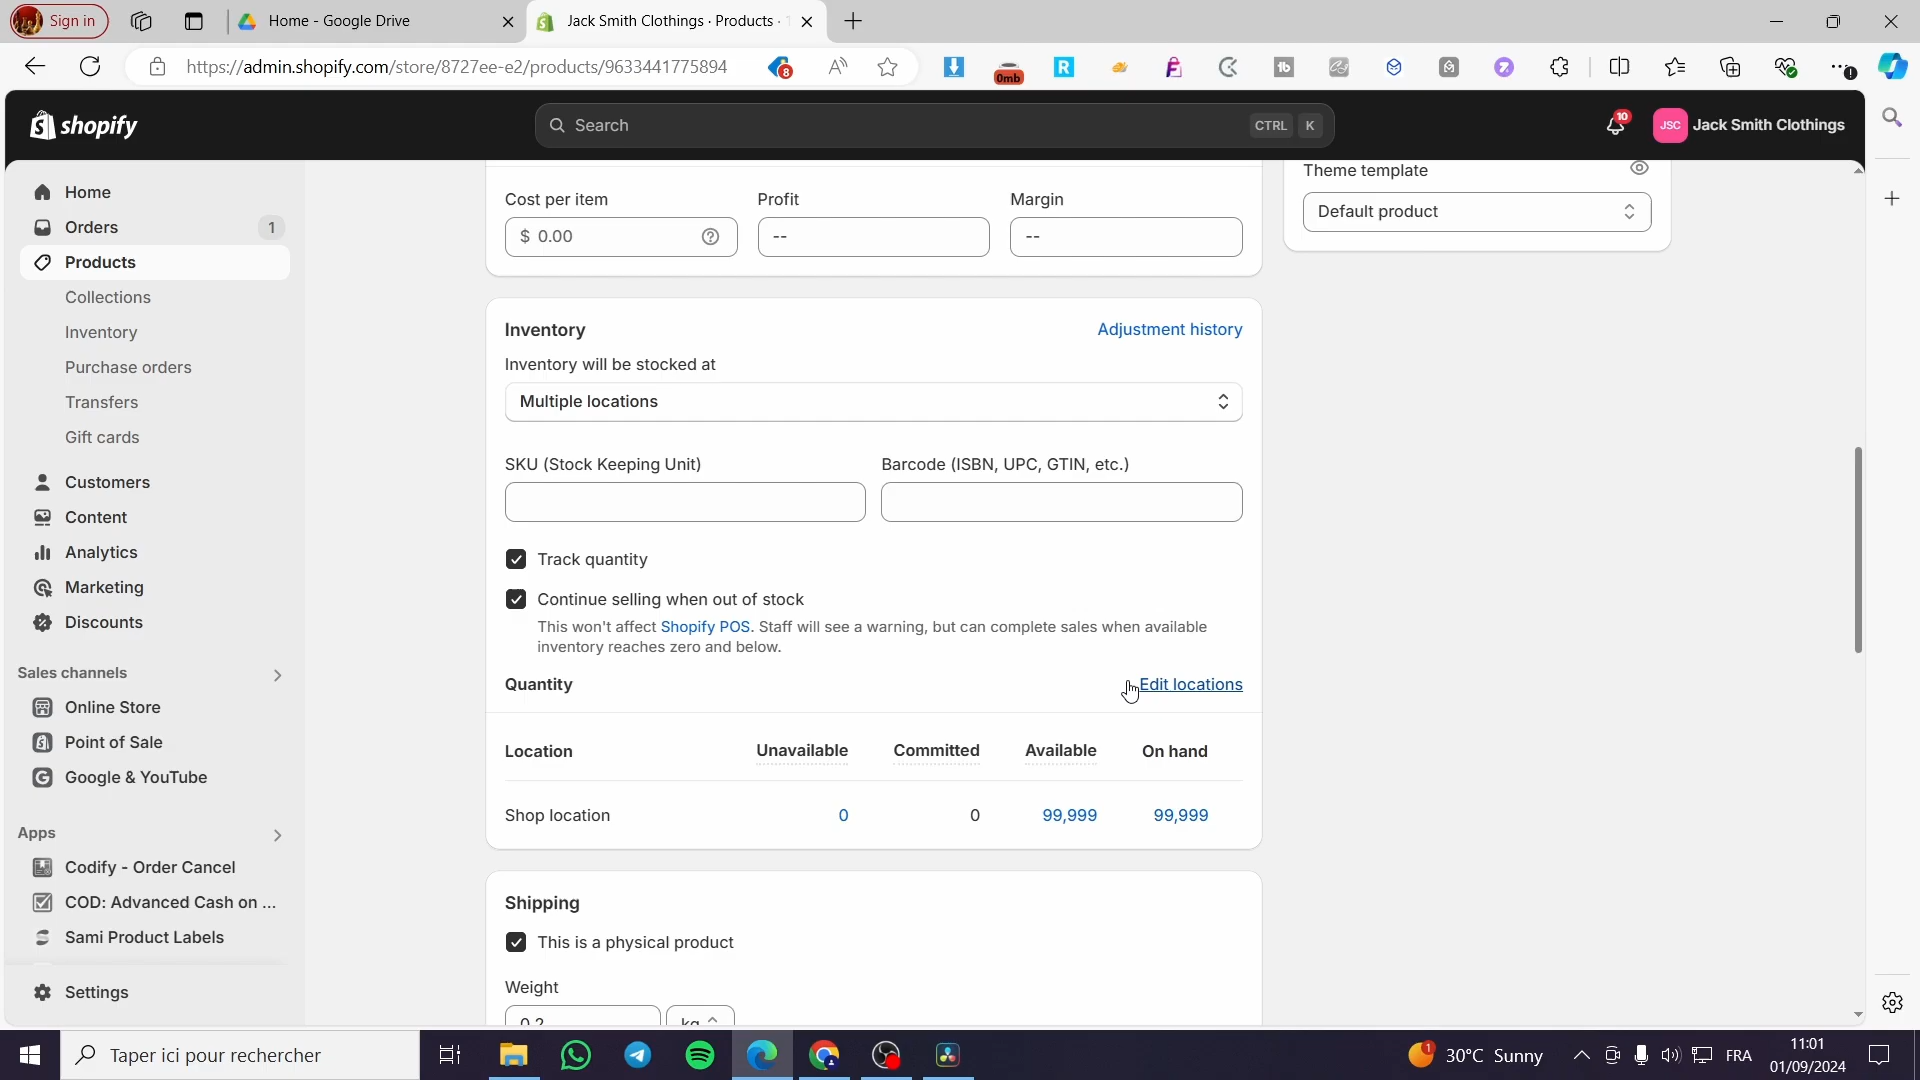 Sign in
Home - Google Drive
Jack Smith Clothings · Products ·
https://admin.shopify.com/store/8727ee-e2/products/9633441775894
8
0mb
shopify
Search
CTRL K
10
JSC
Jack Smith Clothings
Home
Orders
1
Products
Collections
Inventory
Purchase orders
Transfers
Gift cards
Customers
Content
Analytics
Marketing
Discounts
Sales channels
Online Store
Point of Sale
Google & YouTube
Apps
Codify - Order Cancel
COD: Advanced Cash on ...
Sami Product Labels
Settings
Cost per item
Profit
Margin
$ 0.00
--
--
Theme template
Default product
Inventory
Adjustment history
Inventory will be stocked at
Multiple locations
SKU (Stock Keeping Unit)
Barcode (ISBN, UPC, GTIN, etc.)
Track quantity
Continue selling when out of stock
This won't affect Shopify POS. Staff will see a warning, but can complete sales when available
inventory reaches zero and below.
Quantity
Edit locations
Location
Unavailable
Committed
Available
On hand
Shop location
0
0
99,999
99,999
Shipping
This is a physical product
Weight
0.2
kg
Taper ici pour rechercher
1
30°C Sunny
FRA
11:01
01/09/2024